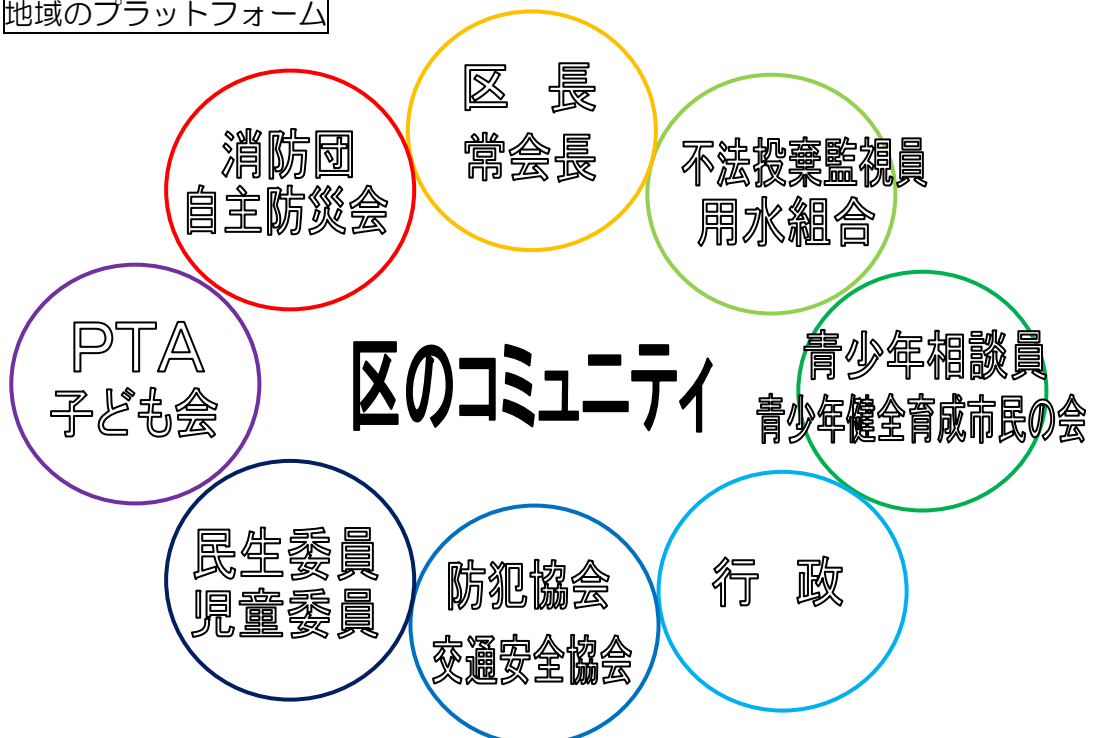 地域のプラットフォーム
区　長
常会長
消防団
自主防災会
不法投棄監視員
用水組合
PTA
子ども会
区のコミュニティ
青少年相談員
青少年健全育成市民の会
民生委員
児童委員
防犯協会
交通安全協会
行　政